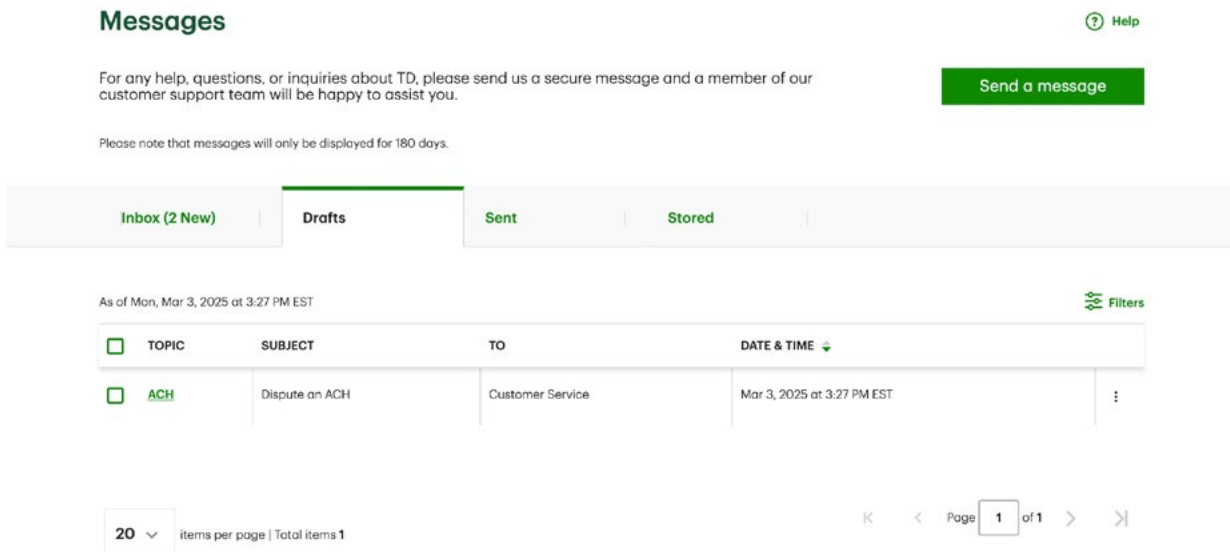 Messages
Help
For any help, questions, or inquiries about TD, please send us a secure message and a member of our
customer support team will be happy to assist you.
Send a message
Please note that messages will only be displayed for 180 days.
Inbox (2 New)
Drafts
Sent
Stored
As of Mon, Mar 3, 2025 at 3:27 PM EST
Filters
TOPIC SUBJECT TO DATE & TIME
ACH Dispute an ACH Customer Service Mar 3, 2025 at 3:27 PM EST
20 items per page | Total items 1
Page 1 of 1